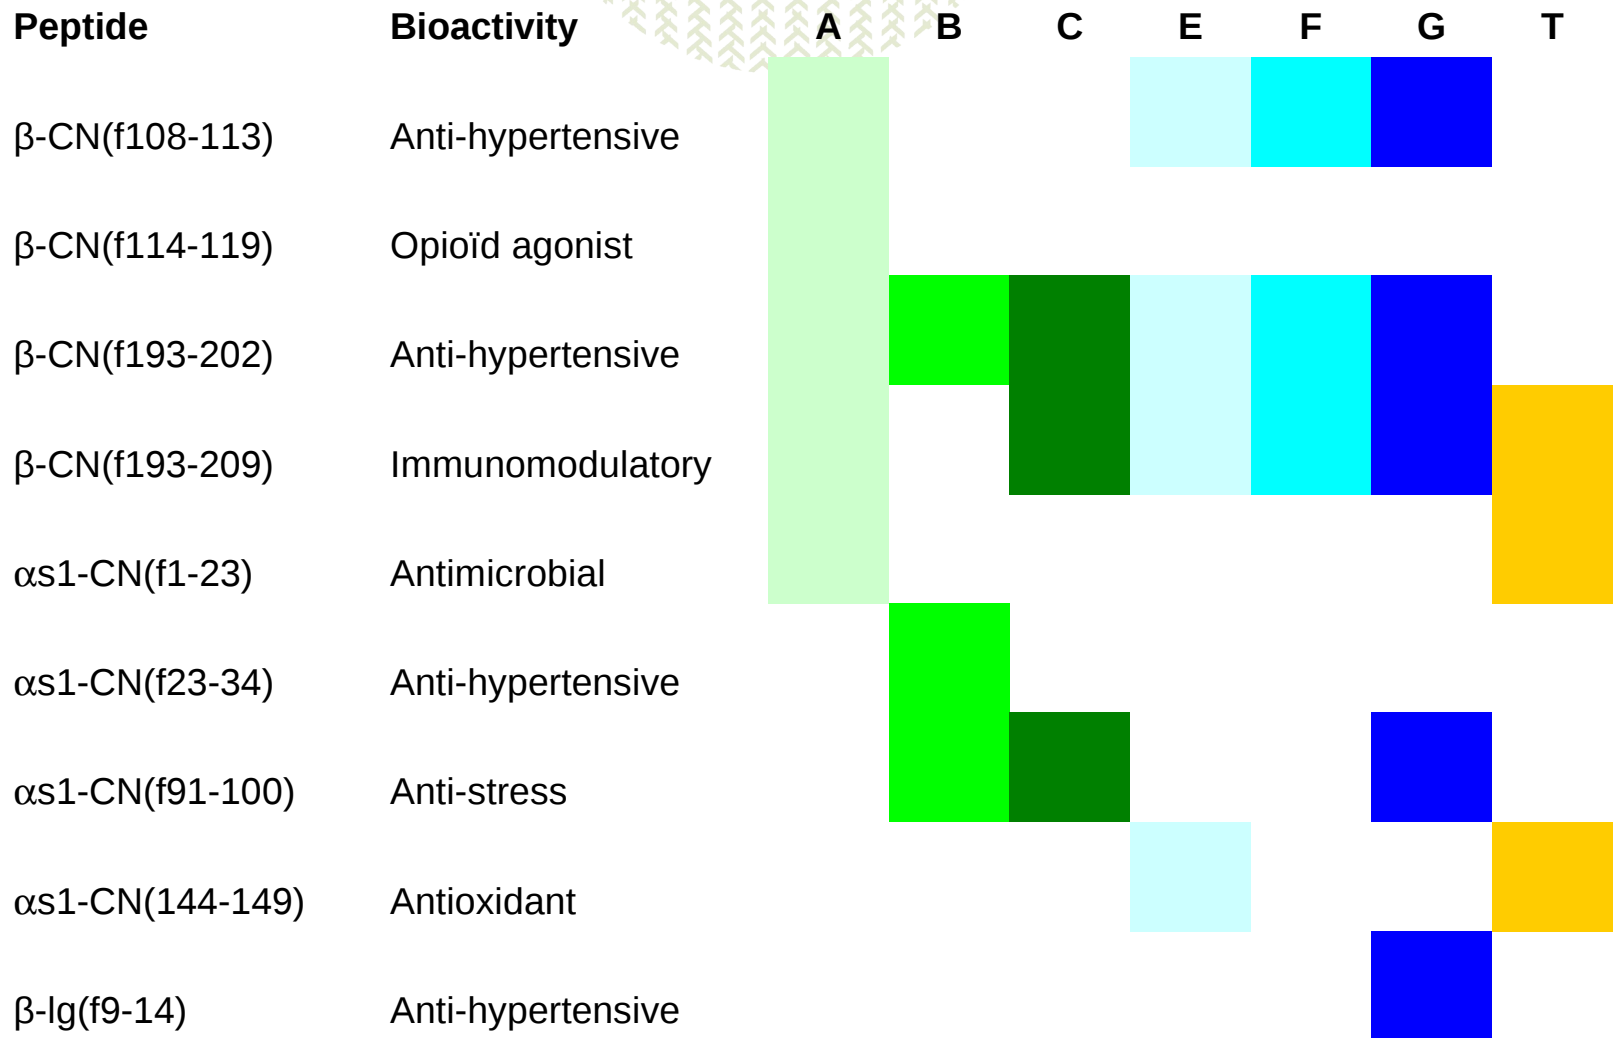 Peptide Bioactivity A B C E F G T
β-CN(f108-113) Anti-hypertensive
β-CN(f114-119) Opioïd agonist
β-CN(f193-202) Anti-hypertensive
β-CN(f193-209) Immunomodulatory
αs1-CN(f1-23) Antimicrobial
αs1-CN(f23-34) Anti-hypertensive
αs1-CN(f91-100) Anti-stress
αs1-CN(144-149) Antioxidant
β-lg(f9-14) Anti-hypertensive